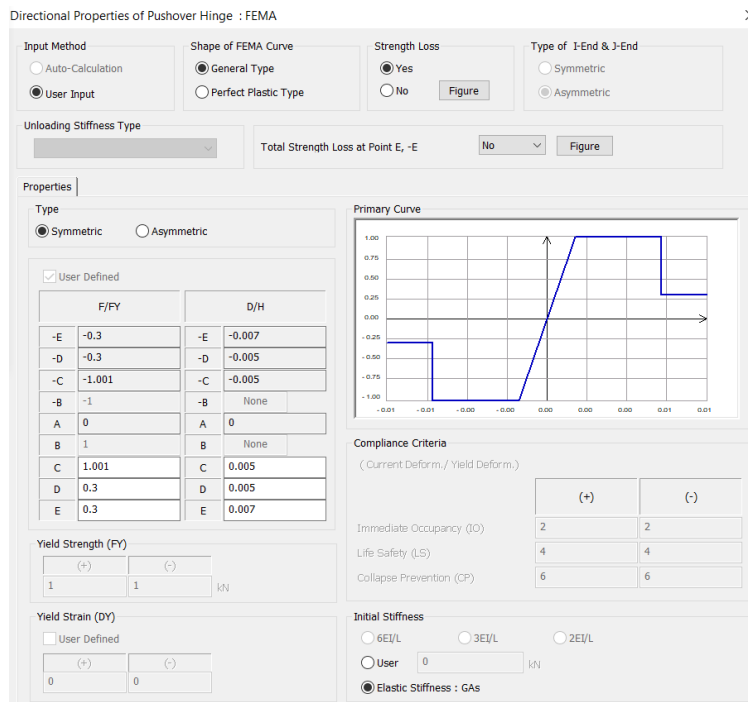 Directional Properties of Pushover Hinge : FEMA
Input Method
Auto-Calculation
User Input
Shape of FEMA Curve
General Type
Perfect Plastic Type
Strength Loss
Yes
No
Figure
Type of I-End & J-End
Symmetric
Asymmetric
Unloading Stiffness Type
Total Strength Loss at Point E, -E
No
Figure
Properties
Type
Symmetric
Asymmetric
User Defined
F/FY D/H
-E -0.3 -E -0.007
-D -0.3 -D -0.005
-C -1.001 -C -0.005
-B -1 -B None
A 0 A 0
B 1 B None
C 1.001 C 0.005
D 0.3 D 0.005
E 0.3 E 0.007
Yield Strength (FY)
(+) (-)
1 1 kN
Yield Strain (DY)
User Defined
(+) (-)
0 0
Primary Curve
1.00
0.75
0.50
0.25
0.00
-0.25
-0.50
-0.75
-1.00
-0.01 -0.01 -0.00 -0.00 0.00 0.00 0.00 0.01 0.01
Compliance Criteria
( Current Deform./ Yield Deform.)
(+) (-)
Immediate Occupancy (IO) 2 2
Life Safety (LS) 4 4
Collapse Prevention (CP) 6 6
Initial Stiffness
6EI/L 3EI/L 2EI/L
User 0 kN
Elastic Stiffness : GAs